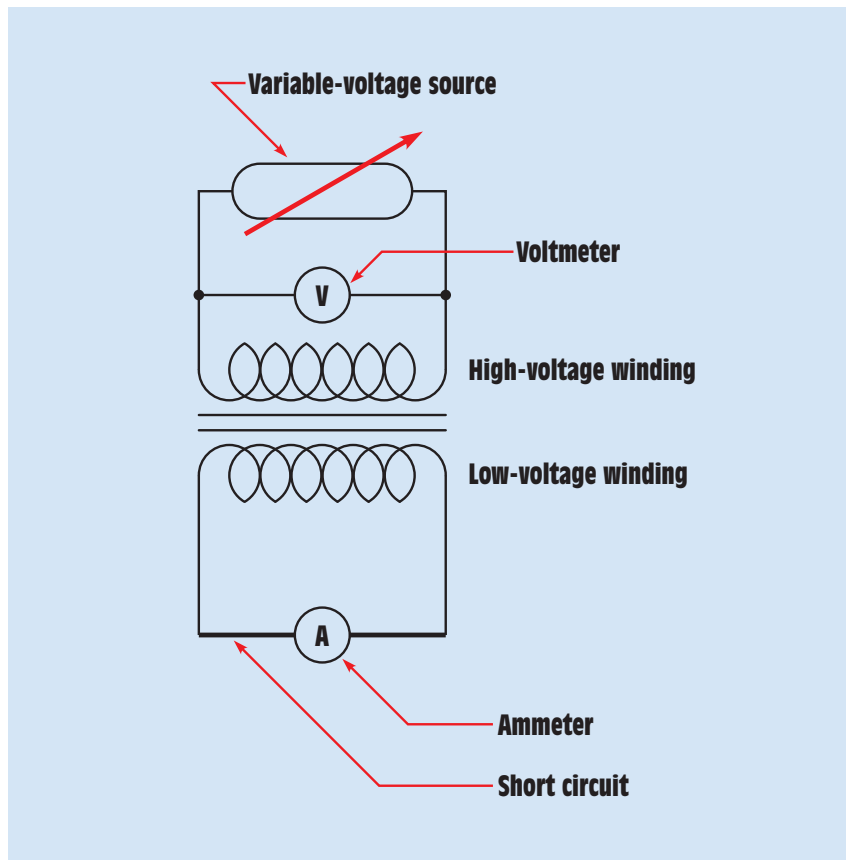 Variable-voltage source
Voltmeter
V
High-voltage winding
Low-voltage winding
A
Ammeter
Short circuit